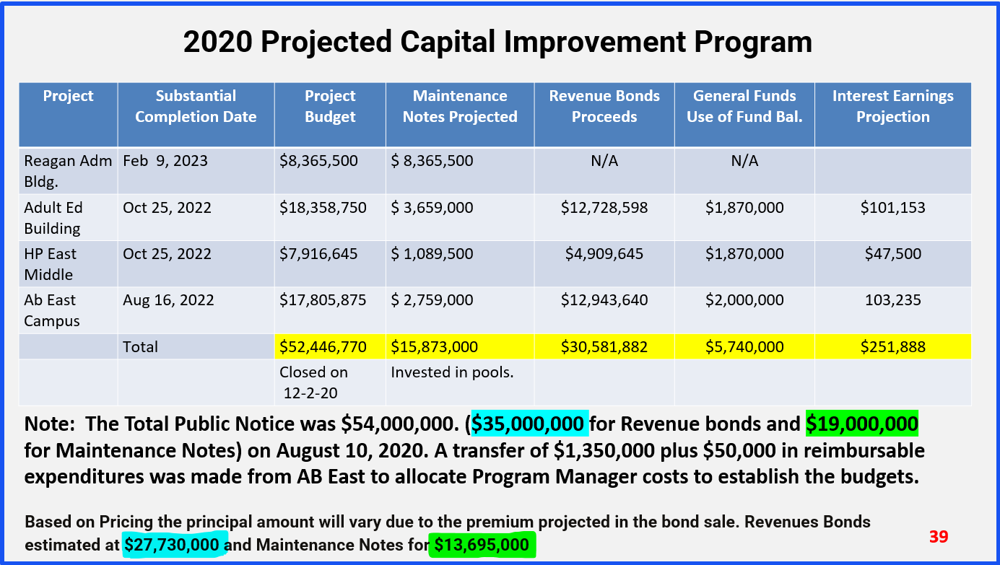 2020 Projected Capital Improvement Program
Project Substantial Project Maintenance Revenue Bonds General Funds Interest Earnings
Completion Date Budget Notes Projected Proceeds Use of Fund Bal. Projection
Reagan Adm Feb 9, 2023 $8,365,500 $ 8,365,500 N/A N/A
Bldg.
Adult Ed Oct 25, 2022 $18,358,750 $ 3,659,000 $12,728,598 $1,870,000 $101,153
Building
HP East Oct 25, 2022 $7,916,645 $ 1,089,500 $4,909,645 $1,870,000 $47,500
Middle
Ab East Aug 16, 2022 $17,805,875 $ 2,759,000 $12,943,640 $2,000,000 103,235
Campus
Total $52,446,770 $15,873,000 $30,581,882 $5,740,000 $251,888
Closed on Invested in pools.
12-2-20
Note: The Total Public Notice was $54,000,000. ($35,000,000 for Revenue bonds and $19,000,000
for Maintenance Notes) on August 10, 2020. A transfer of $1,350,000 plus $50,000 in reimbursable
expenditures was made from AB East to allocate Program Manager costs to establish the budgets.
Based on Pricing the principal amount will vary due to the premium projected in the bond sale. Revenues Bonds
estimated at $27,730,000 and Maintenance Notes for $13,695,000
39